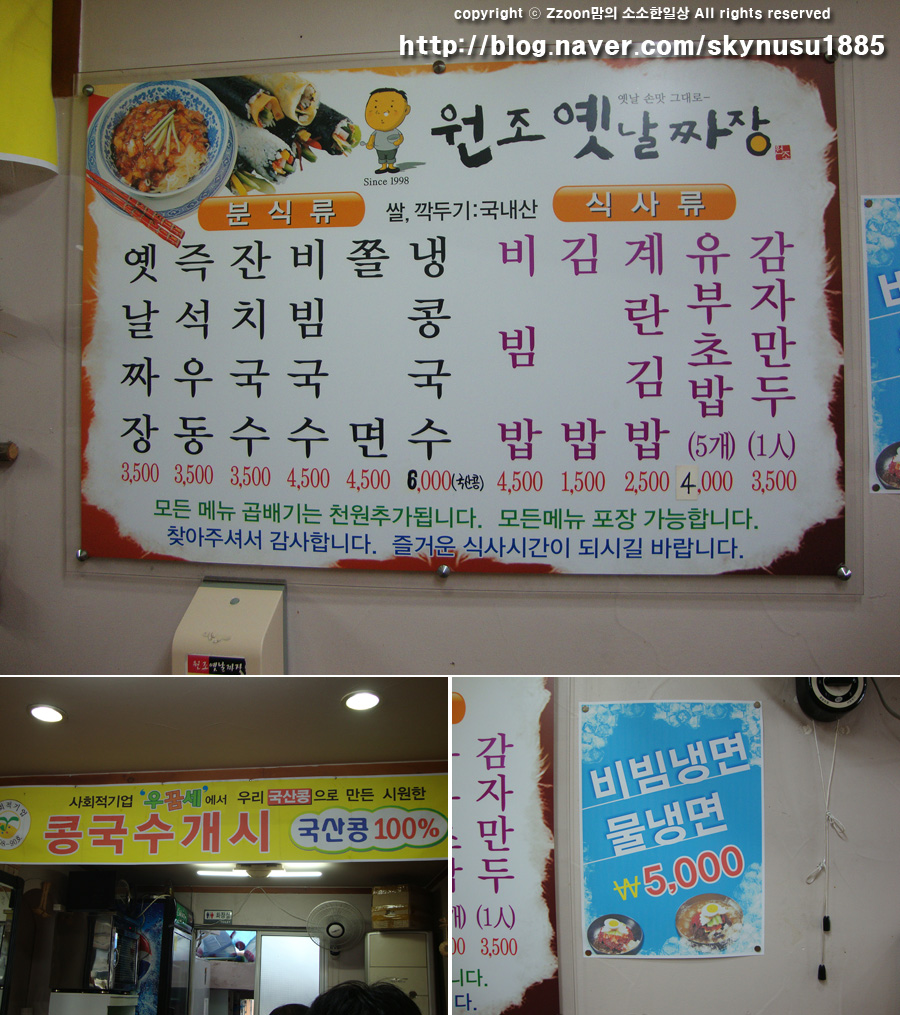 copyright ⓒ Zzoon맘의 소소한일상 All rights reserved
http://blog.naver.com/skynusu1885
옛날 손맛 그대로~
원조 옛날짜장
Since 1998
분식류 쌀, 깍두기:국내산 식사류
옛날짜장 3,500
즉석우동 3,500
잔치국수 3,500
비빔국수 4,500
쫄면 4,500
냉콩국수 6,000
비빔밥 4,500
김밥 1,500
계란김밥 2,500
유부초밥 (5개) 4,000
감자만두 (1人) 3,500
모든 메뉴 곱배기는 천원추가됩니다. 모든메뉴 포장 가능합니다.
찾아주셔서 감사합니다. 즐거운 식사시간이 되시길 바랍니다.
원조옛날짜장
사회적기업 '우꿈세'에서 우리 국산콩으로 만든 시원한
콩국수개시 국산콩 100%
감자만두
(1人)
3,500
니다.
다.
비빔냉면
물냉면
₩5,000